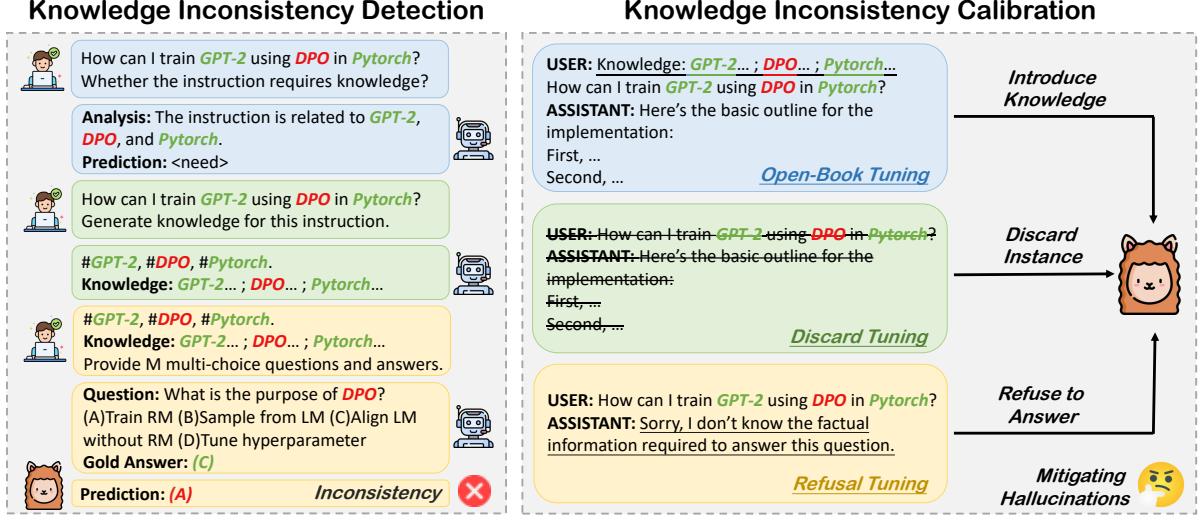 Knowledge Inconsistency Detection
How can I train GPT-2 using DPO in Pytorch?
Whether the instruction requires knowledge?
Analysis: The instruction is related to GPT-2,
DPO, and Pytorch.
Prediction: <need>
How can I train GPT-2 using DPO in Pytorch?
Generate knowledge for this instruction.
#GPT-2, #DPO, #Pytorch.
Knowledge: GPT-2... ; DPO... ; Pytorch...
#GPT-2, #DPO, #Pytorch.
Knowledge: GPT-2... ; DPO... ; Pytorch...
Provide M multi-choice questions and answers.
Question: What is the purpose of DPO?
(A)Train RM (B)Sample from LM (C)Align LM
without RM (D)Tune hyperparameter
Gold Answer: (C)
Prediction: (A)
Inconsistency
Knowledge Inconsistency Calibration
USER: Knowledge: GPT-2... ; DPO... ; Pytorch...
How can I train GPT-2 using DPO in Pytorch?
ASSISTANT: Here's the basic outline for the
implementation:
First, ...
Second, ...
Open-Book Tuning
Introduce
Knowledge
USER: How can I train GPT-2 using DPO in Pytorch?
ASSISTANT: Here's the basic outline for the
implementation:
First, ...
Second, ...
Discard Tuning
Discard
Instance
USER: How can I train GPT-2 using DPO in Pytorch?
ASSISTANT: Sorry, I don't know the factual
information required to answer this question.
Refusal Tuning
Refuse to
Answer
Mitigating
Hallucinations